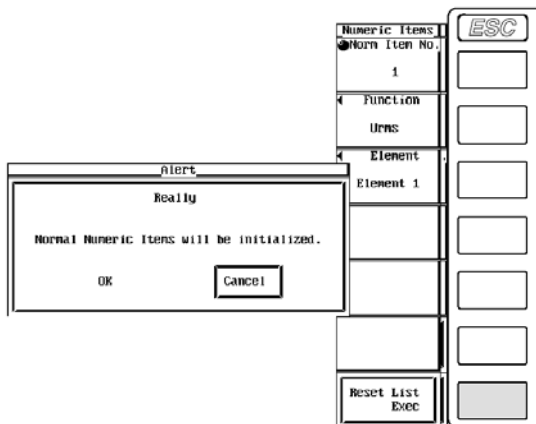 ESC
Numeric Items
Norm Item No.
1
Function
Urms
Element
Element 1
Alert
Really
Normal Numeric Items will be initialized.
OK
Cancel
Reset List
Exec